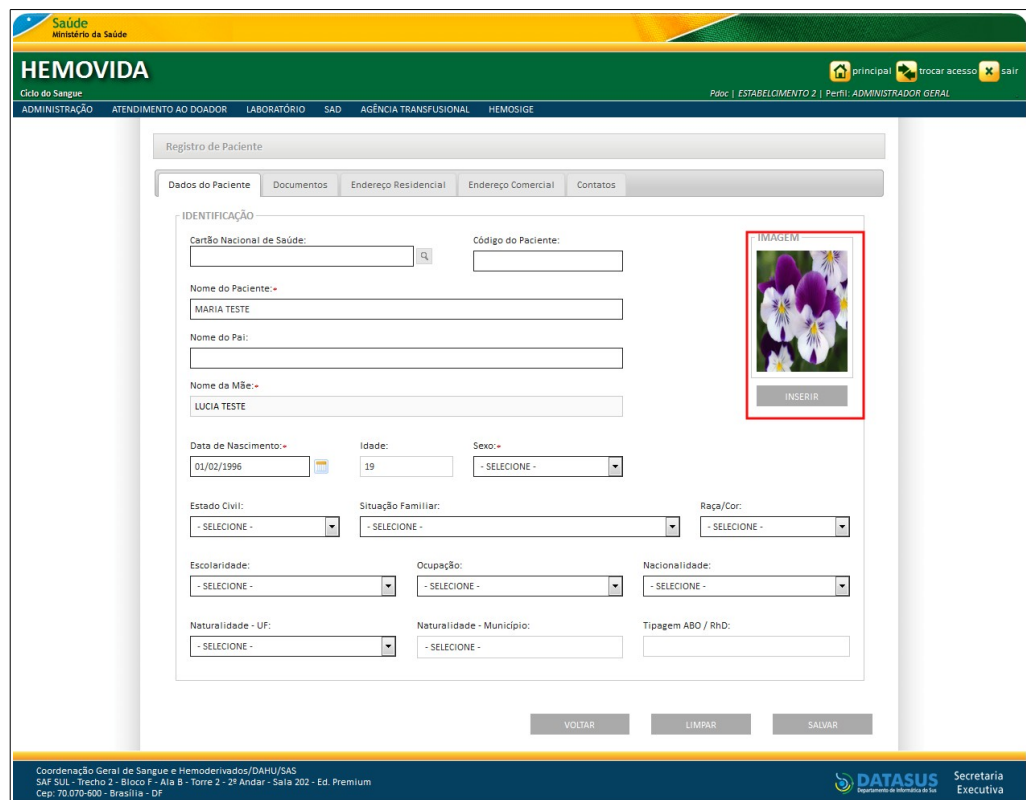 Saúde
Ministério da Saúde
HEMOVIDA
Ciclo do Sangue
principal trocar acesso sair
Pdoc | ESTABELCIMENTO 2 | Perfil: ADMINISTRADOR GERAL
ADMINISTRAÇÃO ATENDIMENTO AO DOADOR LABORATÓRIO SAD AGÊNCIA TRANSFUSIONAL HEMOSIGE
Registro de Paciente
Dados do Paciente Documentos Endereço Residencial Endereço Comercial Contatos
IDENTIFICAÇÃO
Cartão Nacional de Saúde: Código do Paciente:
IMAGEM
Nome do Paciente:*
MARIA TESTE
Nome do Pai:
Nome da Mãe:*
LUCIA TESTE
INSERIR
Data de Nascimento:* Idade: Sexo:*
01/02/1996 19 - SELECIONE -
Estado Civil: Situação Familiar: Raça/Cor:
- SELECIONE - - SELECIONE - - SELECIONE -
Escolaridade: Ocupação: Nacionalidade:
- SELECIONE - - SELECIONE - - SELECIONE -
Naturalidade - UF: Naturalidade - Município: Tipagem ABO / RhD:
- SELECIONE - - SELECIONE -
VOLTAR LIMPAR SALVAR
Coordenação Geral de Sangue e Hemoderivados/DAHU/SAS
SAF SUL - Trecho 2 - Bloco F - Ala B - Torre 2 - 2º Andar - Sala 202 - Ed. Premium
Cep: 70.070-600 - Brasília - DF
DATASUS
Departamento de Informática do Sus
Secretaria
Executiva